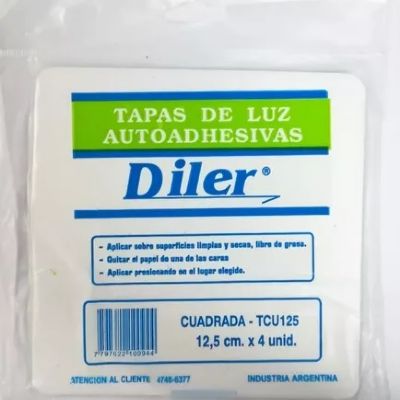 TAPAS DE LUZ
AUTOADHESIVAS
Diler®
- Aplicar sobre superficies limpias y secas, libre de grasa.
- Quitar el papel de una de las caras
- Aplicar presionando en el lugar elegido.
CUADRADA - TCU125
12,5 cm. x 4 unid.
ATENCION AL CLIENTE 4748-6377
INDUSTRIA ARGENTINA